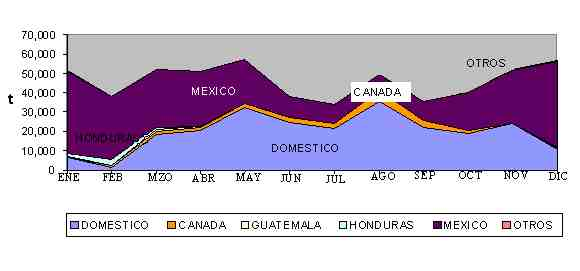 70,000
60,000
50,000
40,000
30,000
20,000
10,000
0
t
OTROS
MEXICO
CANADA
HONDURA
DOMESTICO
ENE FEB MZO ABR MAY JUN JUL AGO SEP OCT NOV DIC
DOMESTICO CANADA GUATEMALA HONDURAS MEXICO OTROS